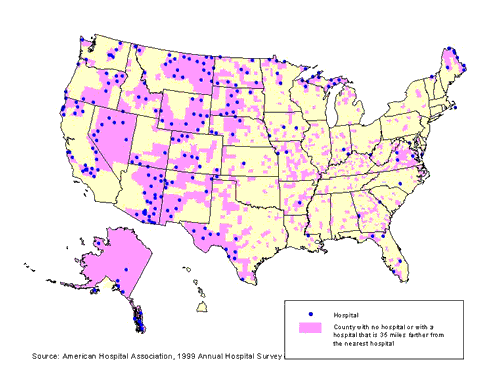 Hospital
County with no hospital or with a
hospital that is 35 miles farther from
the nearest hospital
Source: American Hospital Association, 1999 Annual Hospital Survey